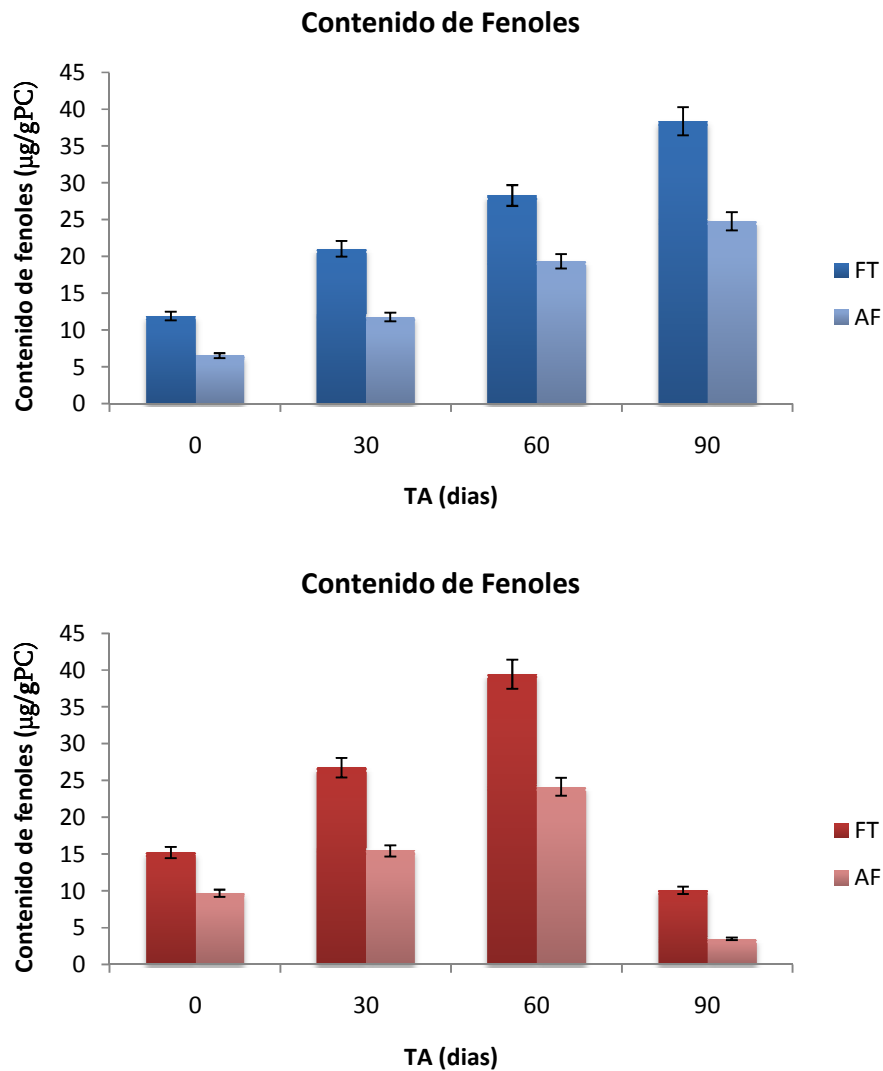 Contenido de Fenoles
Contenido de fenoles (µg/gPC)
45
40
35
30
25
20
15
10
5
0
0 30 60 90
TA (dias)
FT
AF
Contenido de Fenoles
Contenido de fenoles (µg/gPC)
45
40
35
30
25
20
15
10
5
0
0 30 60 90
TA (dias)
FT
AF